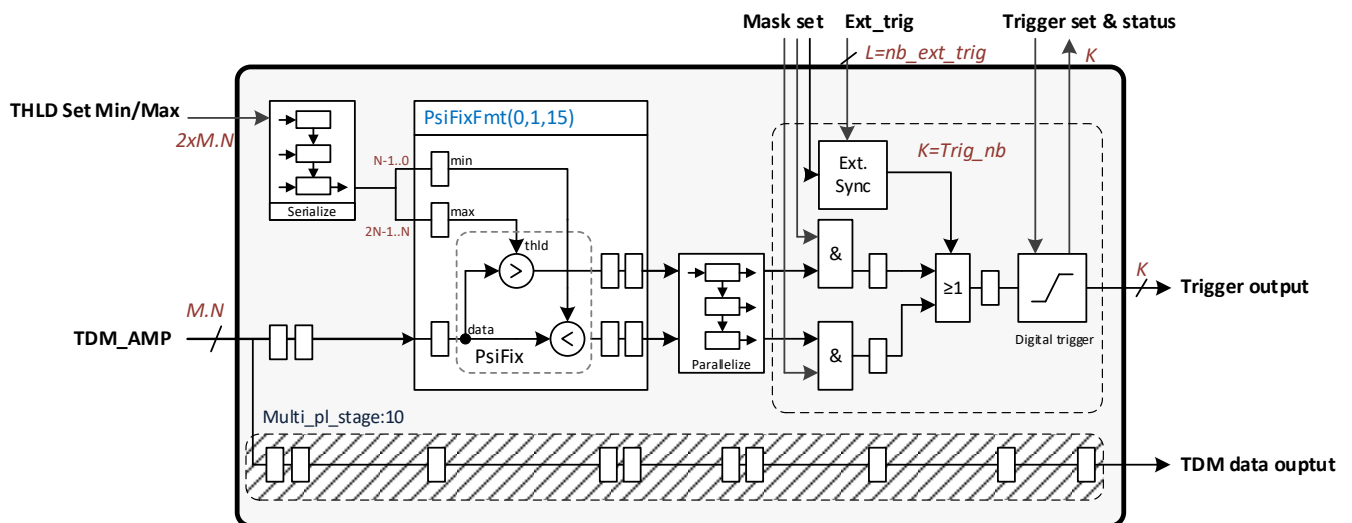 Mask set
Ext_trig
Trigger set & status
L=nb_ext_trig
K
THLD Set Min/Max
2xM.N
PsiFixFmt(0,1,15)
N-1..0
min
K=Trig_nb
Ext.
Sync
Serialize
max
2N-1..N
thld
>
&
≥1
K
Trigger output
M.N
TDM_AMP
data
<
PsiFix
Parallelize
&
Digital trigger
Multi_pl_stage:10
TDM data ouptut